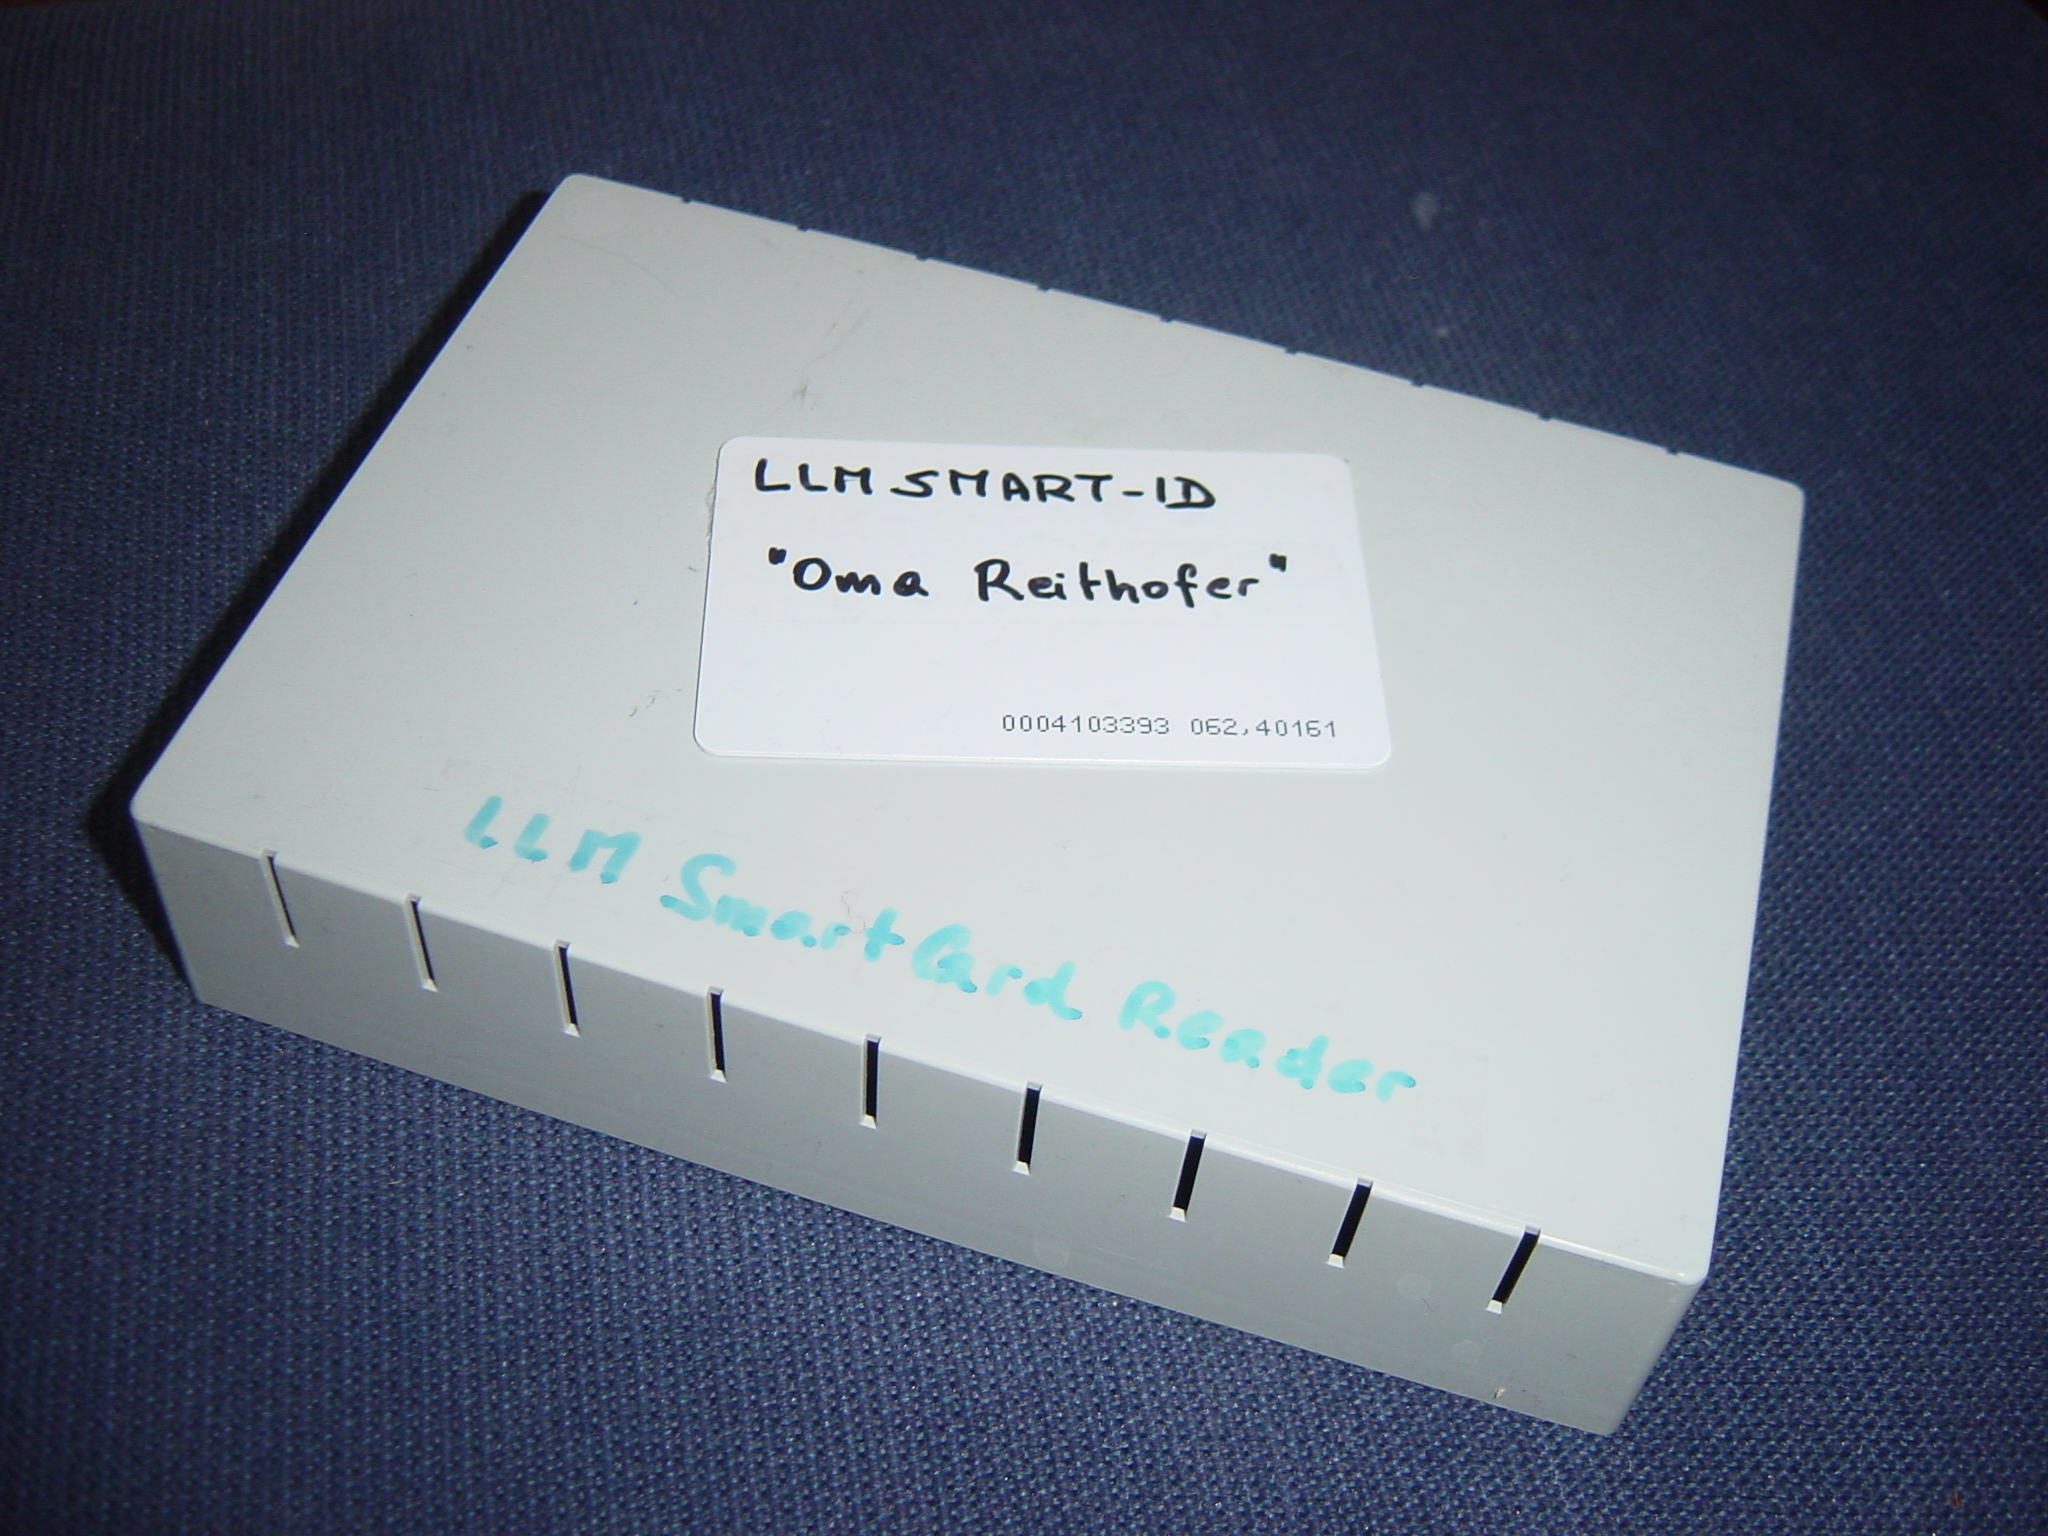 LLM SMART-ID
"Oma Reithofer"
0004103393 062,40161
LLM SmartCard Reader